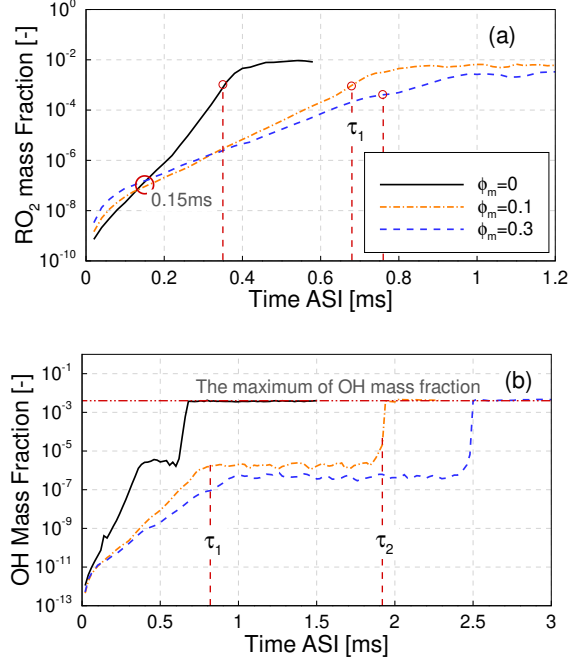 (a)
RO₂ mass Fraction [-]
10⁻²
10⁻⁴
10⁻⁶
10⁻⁸
10⁻¹⁰
τ₁
0.15ms
ϕₘ=0
ϕₘ=0.1
ϕₘ=0.3
0 0.2 0.4 0.6 0.8 1 1.2
Time ASI [ms]
(b)
OH Mass Fraction [-]
10⁻¹
10⁻³
10⁻⁵
10⁻⁷
10⁻⁹
10⁻¹¹
10⁻¹³
The maximum of OH mass fraction
τ₁ τ₂
0 0.5 1 1.5 2 2.5 3
Time ASI [ms]